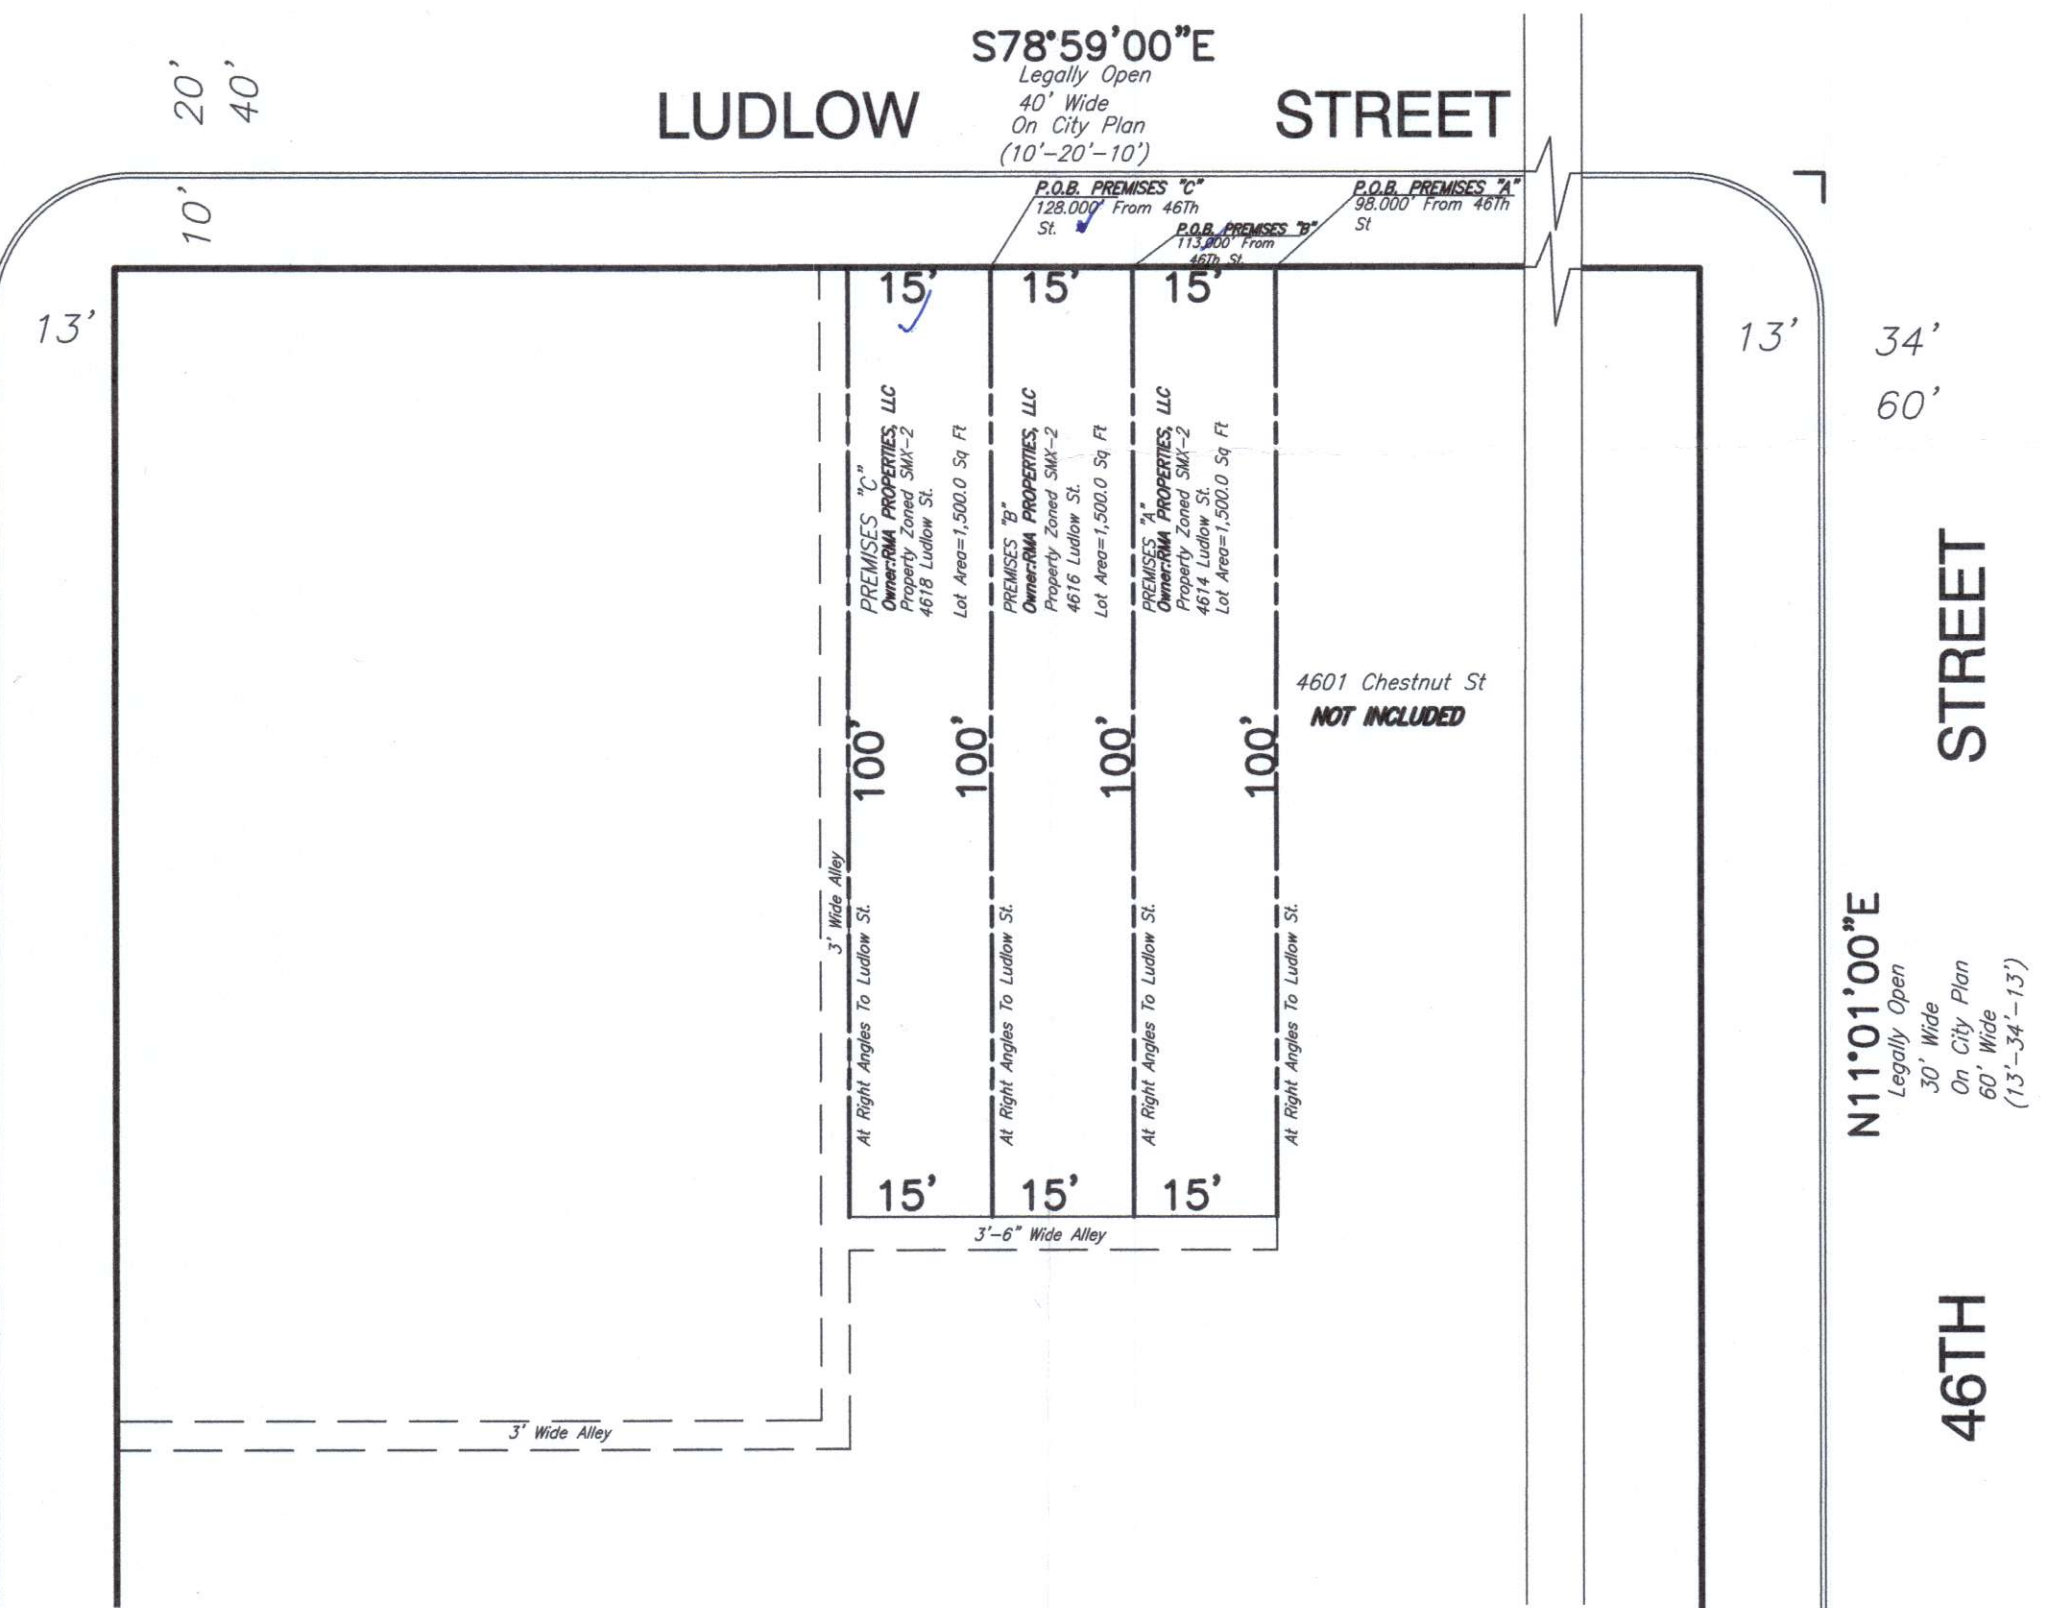 S78°59'00"E
Legally Open
40' Wide
On City Plan
(10'-20'-10')
LUDLOW STREET
20'
40'
10'
P.O.B. PREMISES "C"
128.000' From 46Th
St.
P.O.B. PREMISES "B"
113.000' From
46Th St.
P.O.B. PREMISES "A"
98.000' From 46Th
St
15' 15' 15'
13'
13'
34'
60'
PREMISES "C"
Owner:RMA PROPERTIES, LLC
Property Zoned SMX-2
4618 Ludlow St.
Lot Area=1,500.0 Sq Ft
PREMISES "B"
Owner:RMA PROPERTIES, LLC
Property Zoned SMX-2
4616 Ludlow St.
Lot Area=1,500.0 Sq Ft
PREMISES "A"
Owner:RMA PROPERTIES, LLC
Property Zoned SMX-2
4614 Ludlow St.
Lot Area=1,500.0 Sq Ft
4601 Chestnut St
NOT INCLUDED
100'
100'
100'
100'
3' Wide Alley
At Right Angles To Ludlow St.
At Right Angles To Ludlow St.
At Right Angles To Ludlow St.
At Right Angles To Ludlow St.
15' 15' 15'
3'-6" Wide Alley
3' Wide Alley
46TH STREET
N11°01'00"E
Legally Open
30' Wide
On City Plan
60' Wide
(13'-34'-13')